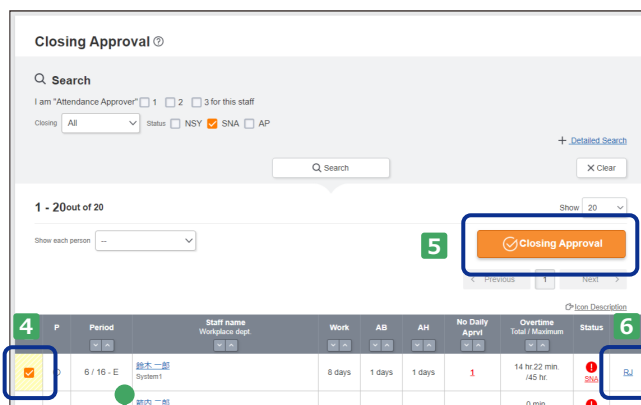 Closing Approval
Search
I am "Attendance Approver" 1 2 3 for this staff
Closing All Status NSY SNA AP
+ Detailed Search
Search
Clear
1 - 20 out of 20
Show 20
Show each person --
5
Closing Approval
< Previous 1 Next >
Icon Description
4 P Period Staff name Work AB AH No Daily Overtime Status 6
Workplace dept. Aprvl Total / Maximum
6 / 16 - E 鈴木 一郎 8 days 1 days 1 days 1 14 hr 22 min. RJ
System1 /45 hr. SNA
0 min.